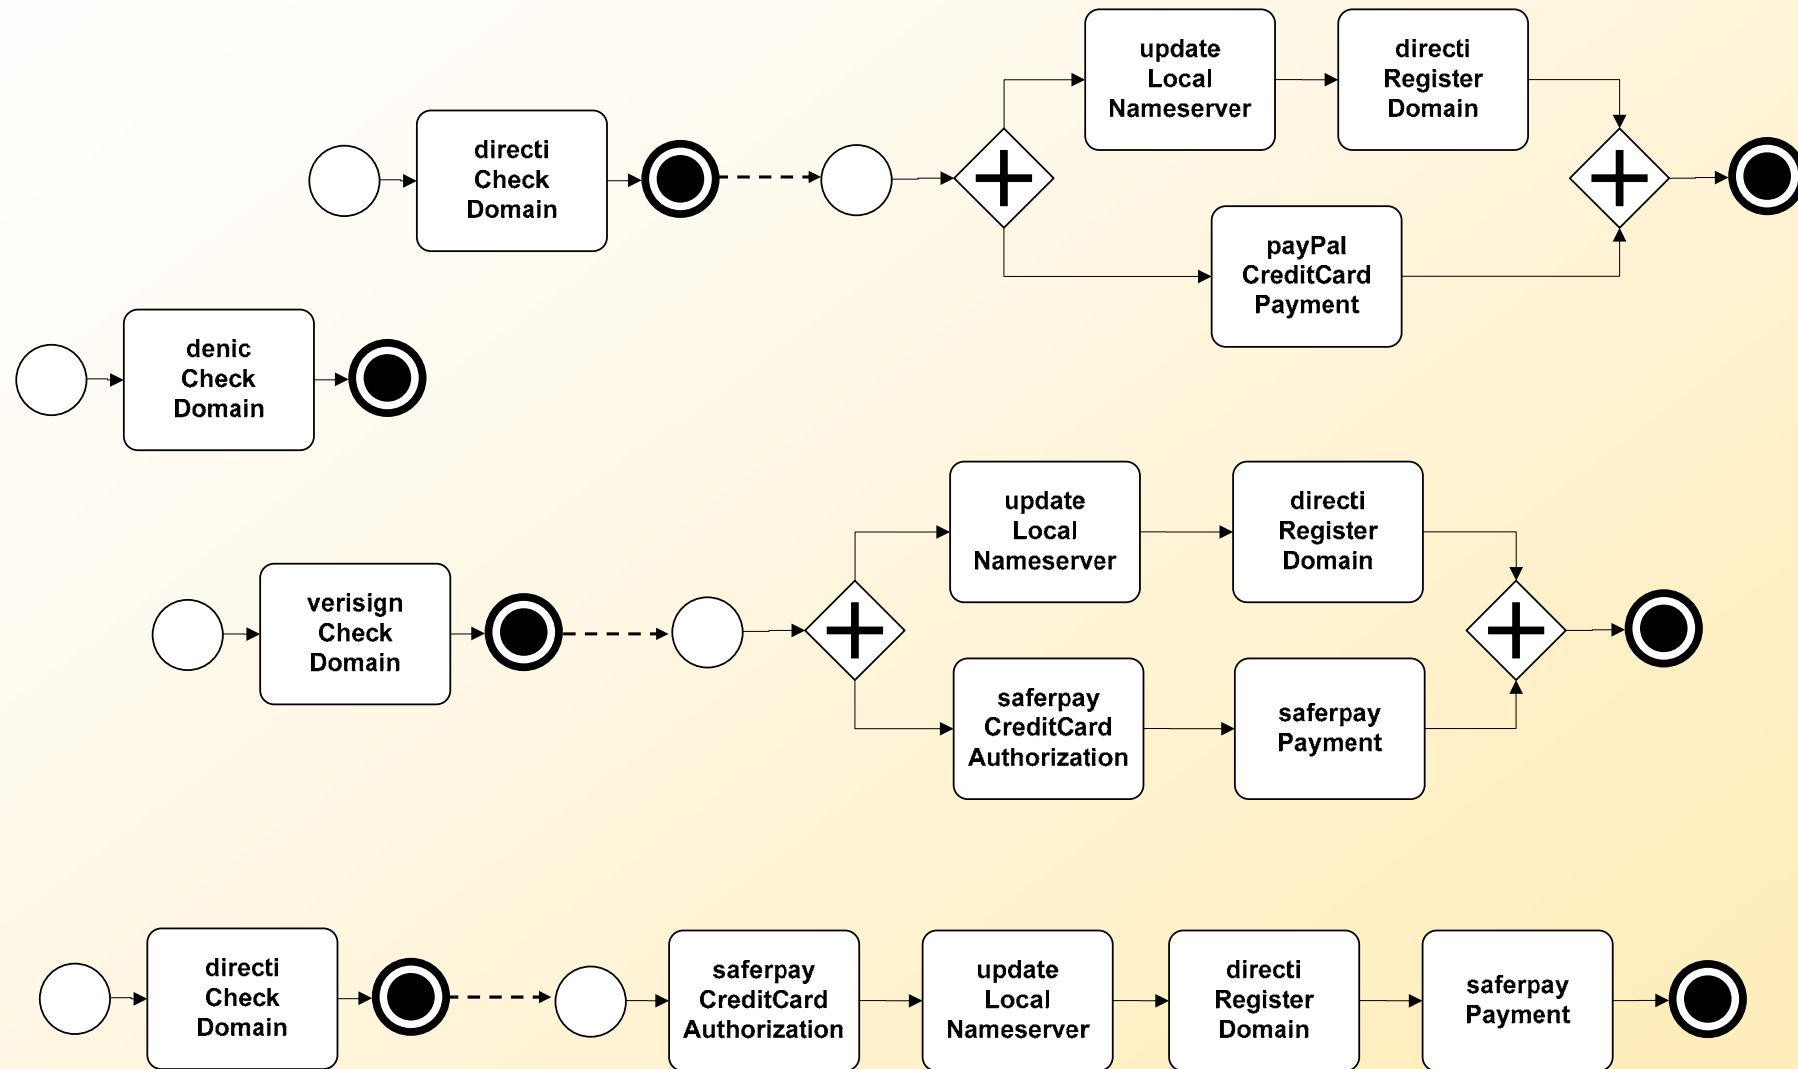 update
Local
Nameserver
directi
Register
Domain
directi
Check
Domain
payPal
CreditCard
Payment
denic
Check
Domain
update
Local
Nameserver
directi
Register
Domain
verisign
Check
Domain
saferpay
CreditCard
Authorization
saferpay
Payment
directi
Check
Domain
saferpay
CreditCard
Authorization
update
Local
Nameserver
directi
Register
Domain
saferpay
Payment